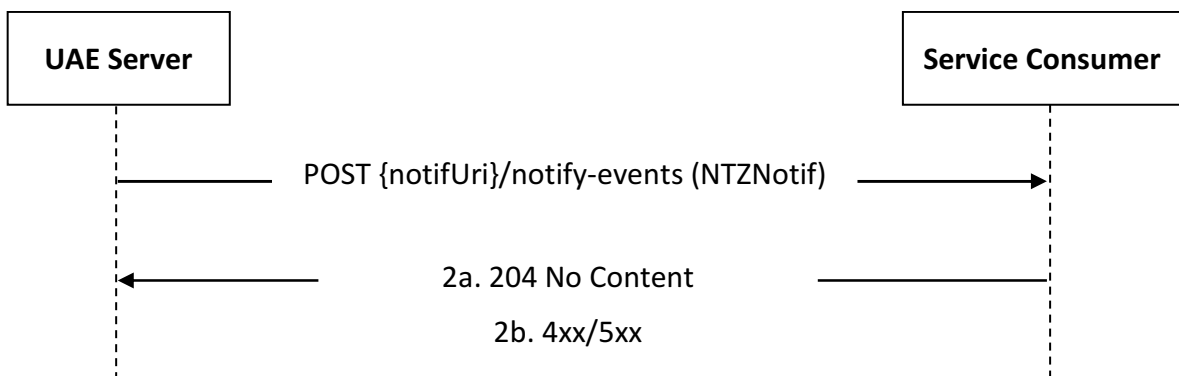 UAE Server
Service Consumer
POST {notifUri}/notify-events (NTZNotif)
2a. 204 No Content
2b. 4xx/5xx